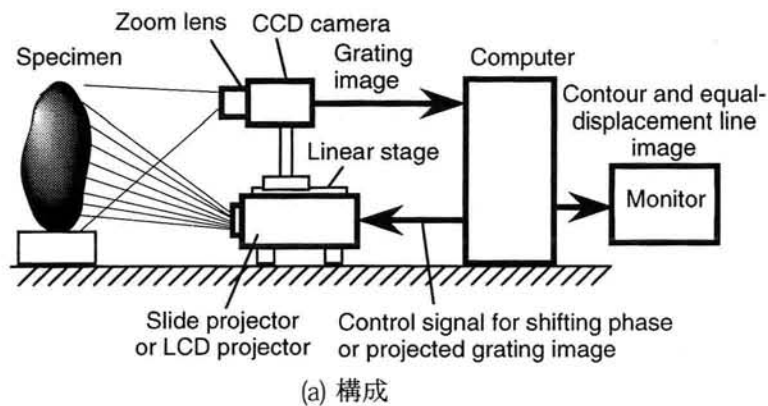 Zoom lens
CCD camera
Specimen
Grating
image
Computer
Contour and equal-
displacement line
image
Linear stage
Monitor
Slide projector
or LCD projector
Control signal for shifting phase
or projected grating image
(a) 構成